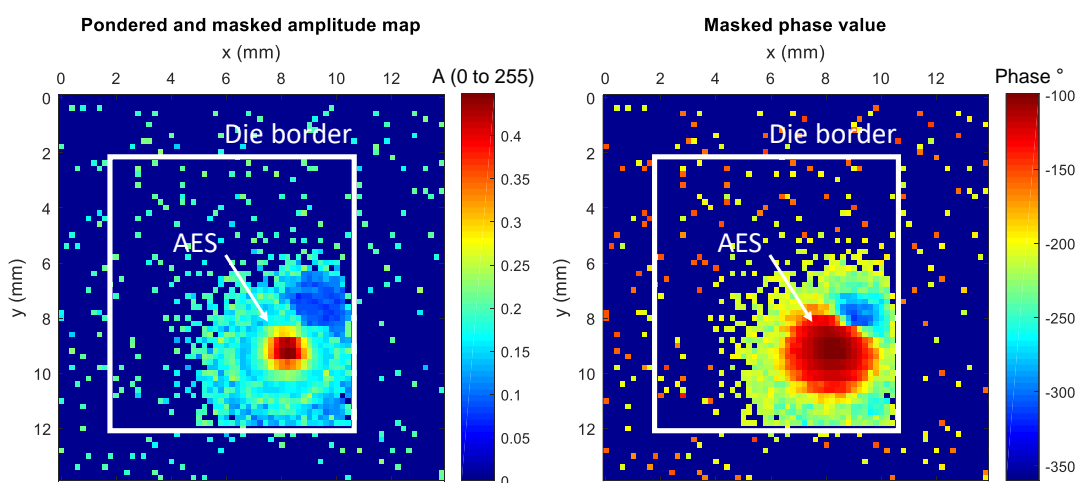 Pondered and masked amplitude map
x (mm)
0 2 4 6 8 10 12
A (0 to 255)
y (mm)
0
2
4
6
8
10
12
Die border
AES
0.4
0.35
0.3
0.25
0.2
0.15
0.1
0.05
0
Masked phase value
x (mm)
0 2 4 6 8 10 12
Phase °
y (mm)
0
2
4
6
8
10
12
Die border
AES
-100
-150
-200
-250
-300
-350